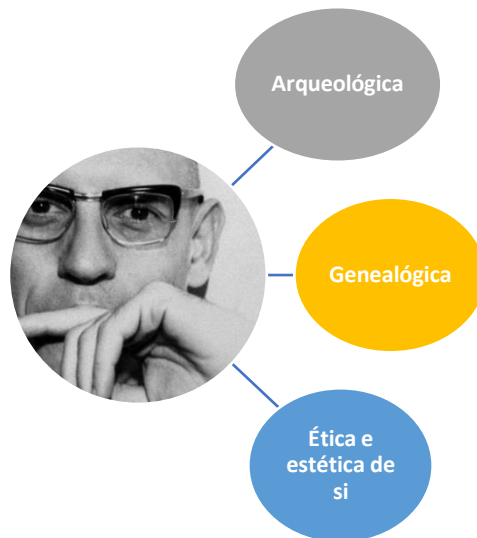 Arqueológica
Genealógica
Ética e
estética de
si